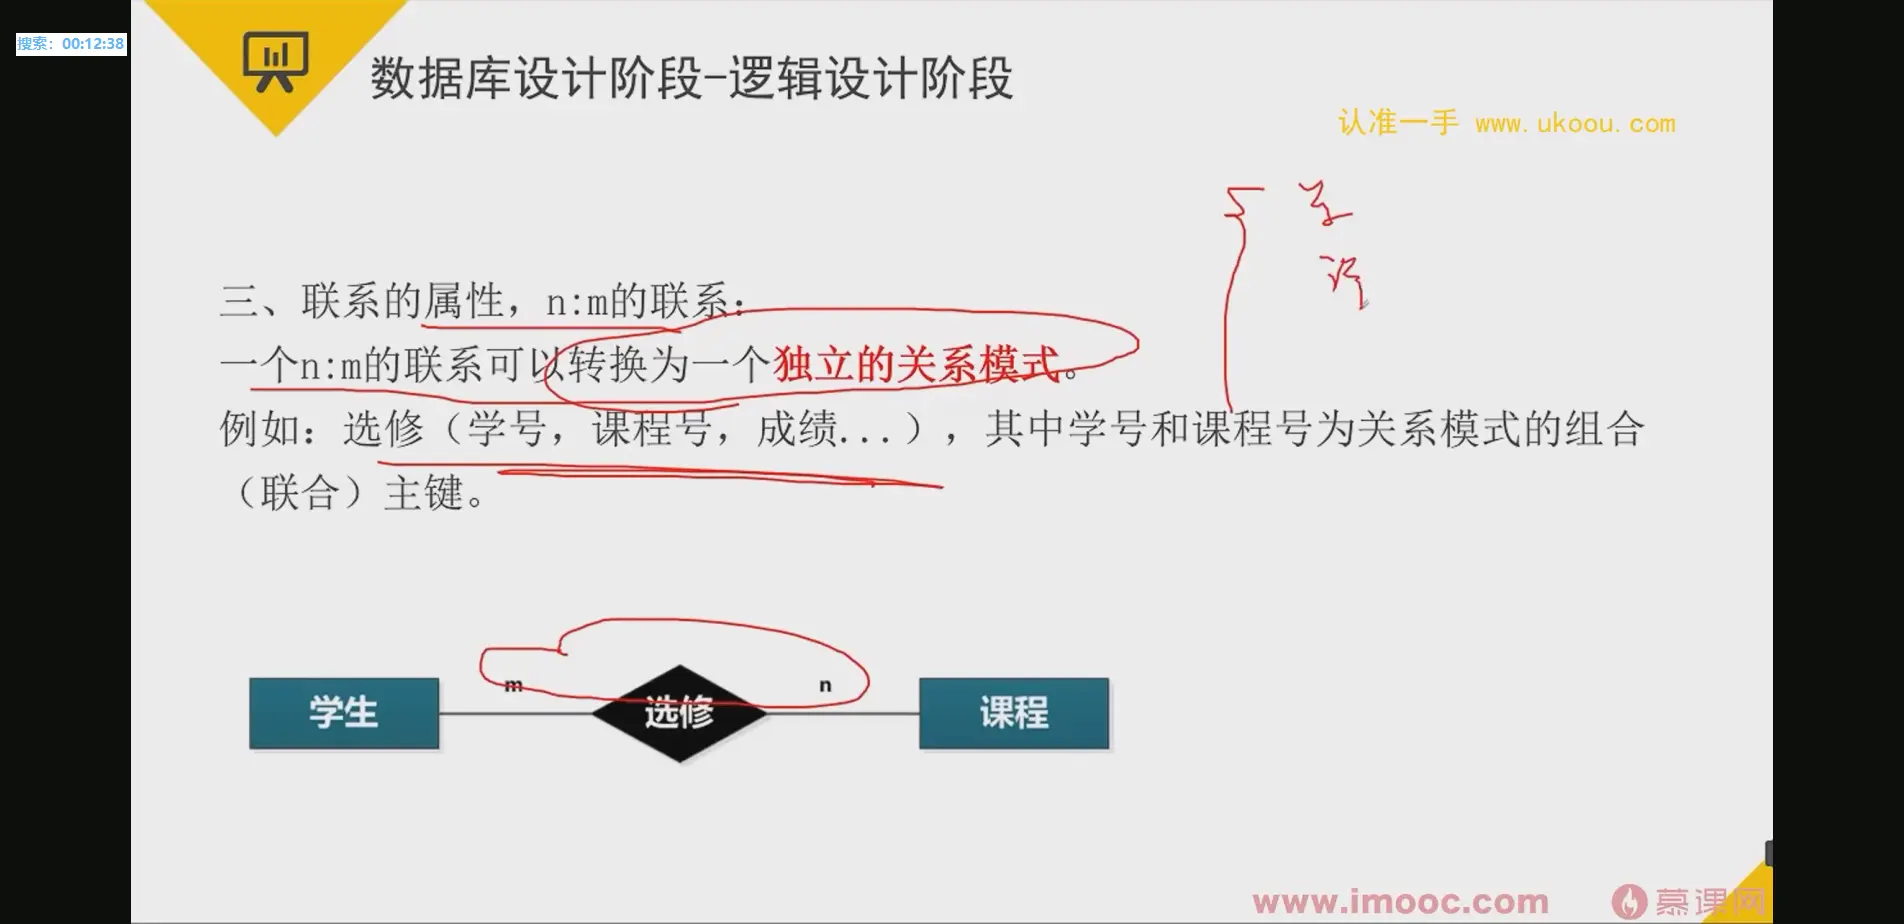 搜索：00:12:38
数据库设计阶段-逻辑设计阶段
认准一手 www.ukoou.com
三、联系的属性，n:m的联系：
一个n:m的联系可以转换为一个独立的关系模式。
例如：选修（学号，课程号，成绩...），其中学号和课程号为关系模式的组合
（联合）主键。
m
n
学生
选修
课程
www.imooc.com
慕课网